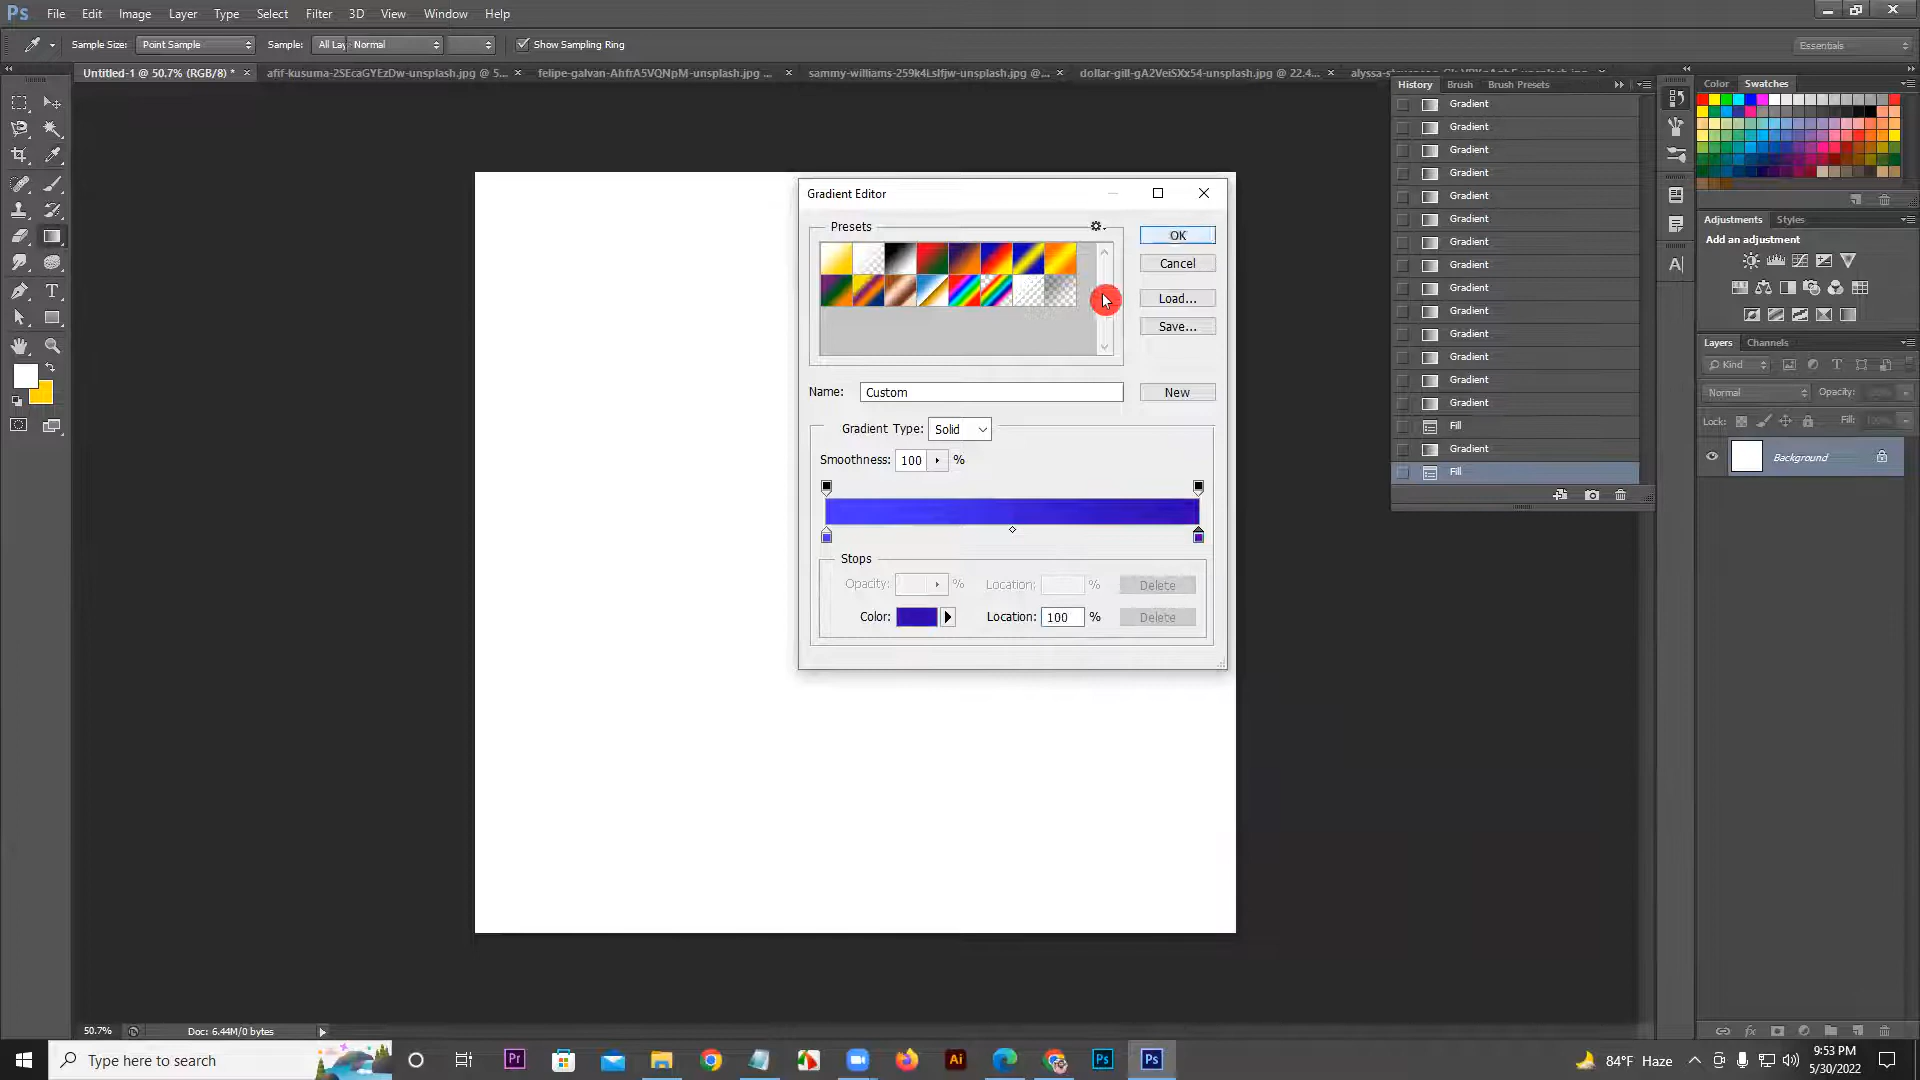 Ps File Edit Image Layer Type Select Filter 3D View Window Help
Sample Size: Point Sample Sample: All Lay Normal Show Sampling Ring Essentials
Untitled-1 @ 50.7% (RGB/8) * × afif-kusuma-2SEcaGYEzDw-unsplash.jpg @ 5... × felipe-galvan-AhfrA5VQNpM-unsplash.jpg ... × sammy-williams-259k4Lslfjw-unsplash.jpg @... × dollar-gill-gA2VeiSXx54-unsplash.jpg @ 22.4... ×
History Brush Brush Presets
Color Swatches
Gradient
Gradient
Gradient
Gradient
Gradient
Gradient
Gradient
Gradient
Gradient
Gradient
Gradient
Gradient
Gradient
Gradient
Fill
Gradient
Fill
Adjustments Styles
Add an adjustment
Layers Channels
Kind
Normal Opacity:
Lock: Fill:
Background
Gradient Editor
Presets
OK
Cancel
Load...
Save...
Name: Custom New
Gradient Type: Solid
Smoothness: 100 %
Stops
Opacity: % Location: % Delete
Color: Location: 100 % Delete
50.7% Doc: 6.44M/0 bytes
Type here to search
Pr
Ai
Ps
Ps
84°F Haze
9:53 PM
5/30/2022